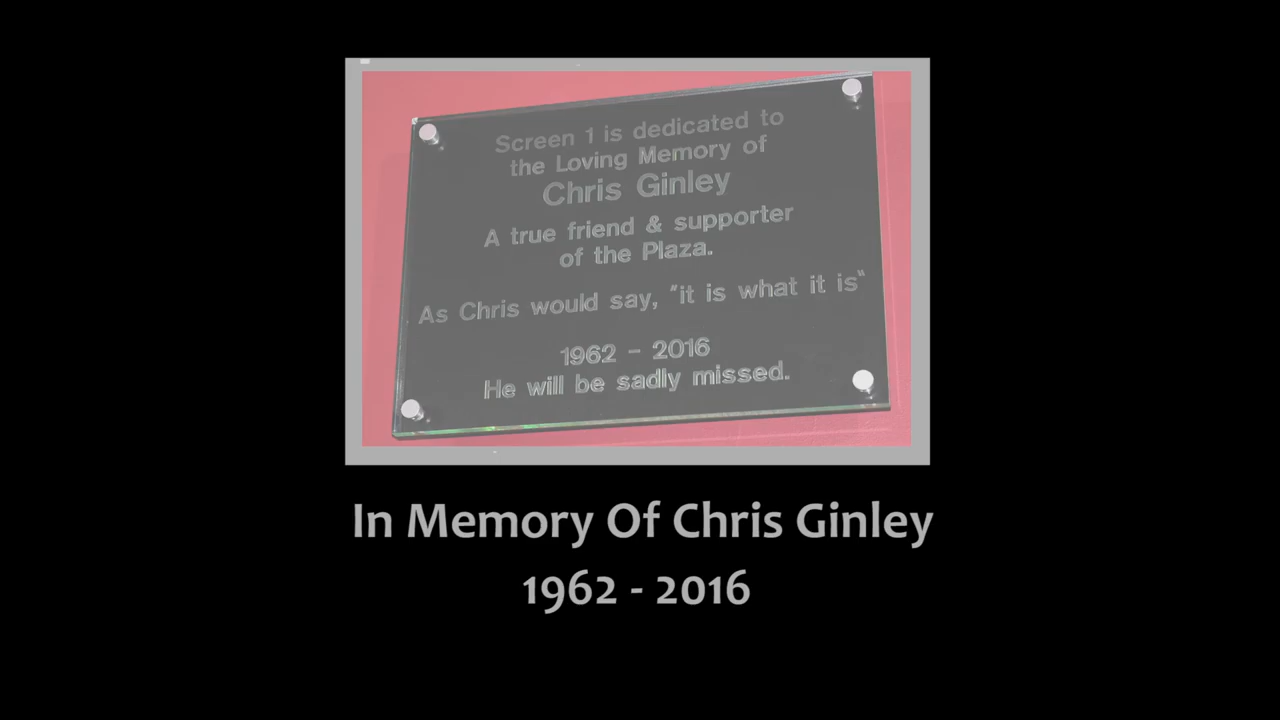 Screen 1 is dedicated to
the Loving Memory of
Chris Ginley
A true friend & supporter
of the Plaza.
As Chris would say, "it is what it is"
1962 - 2016
He will be sadly missed.
In Memory Of Chris Ginley
1962 - 2016